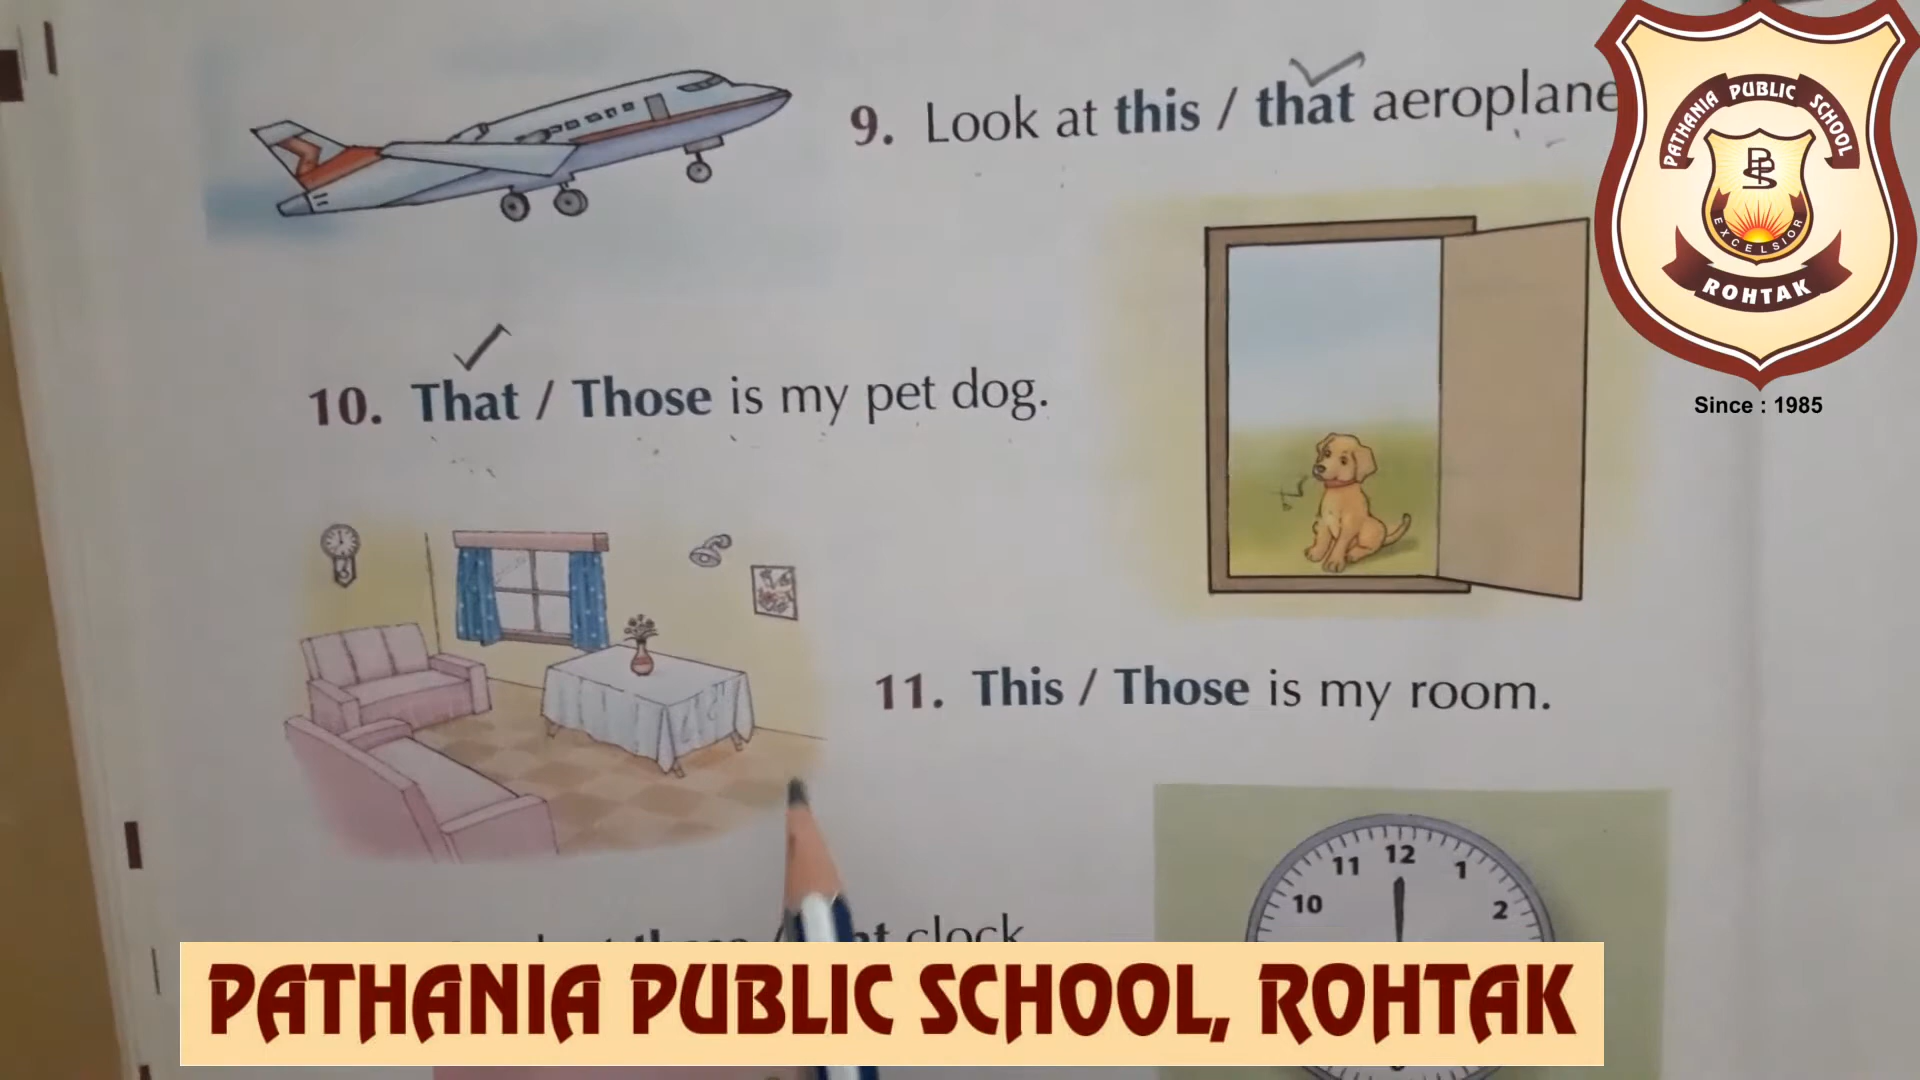 9. Look at this / that aeroplane
PATHANIA PUBLIC SCHOOL
PPS
EXCELSIOR
ROHTAK
Since : 1985
10. That / Those is my pet dog.
11. This / Those is my room.
11 12 1
10 2
clock
PATHANIA PUBLIC SCHOOL, ROHTAK